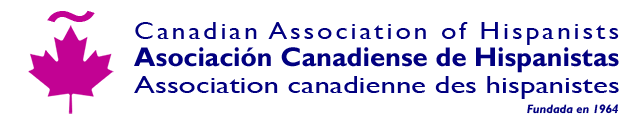 Canadian Association of Hispanists
Asociación Canadiense de Hispanistas
Association canadienne des hispanistes
Fundada en 1964